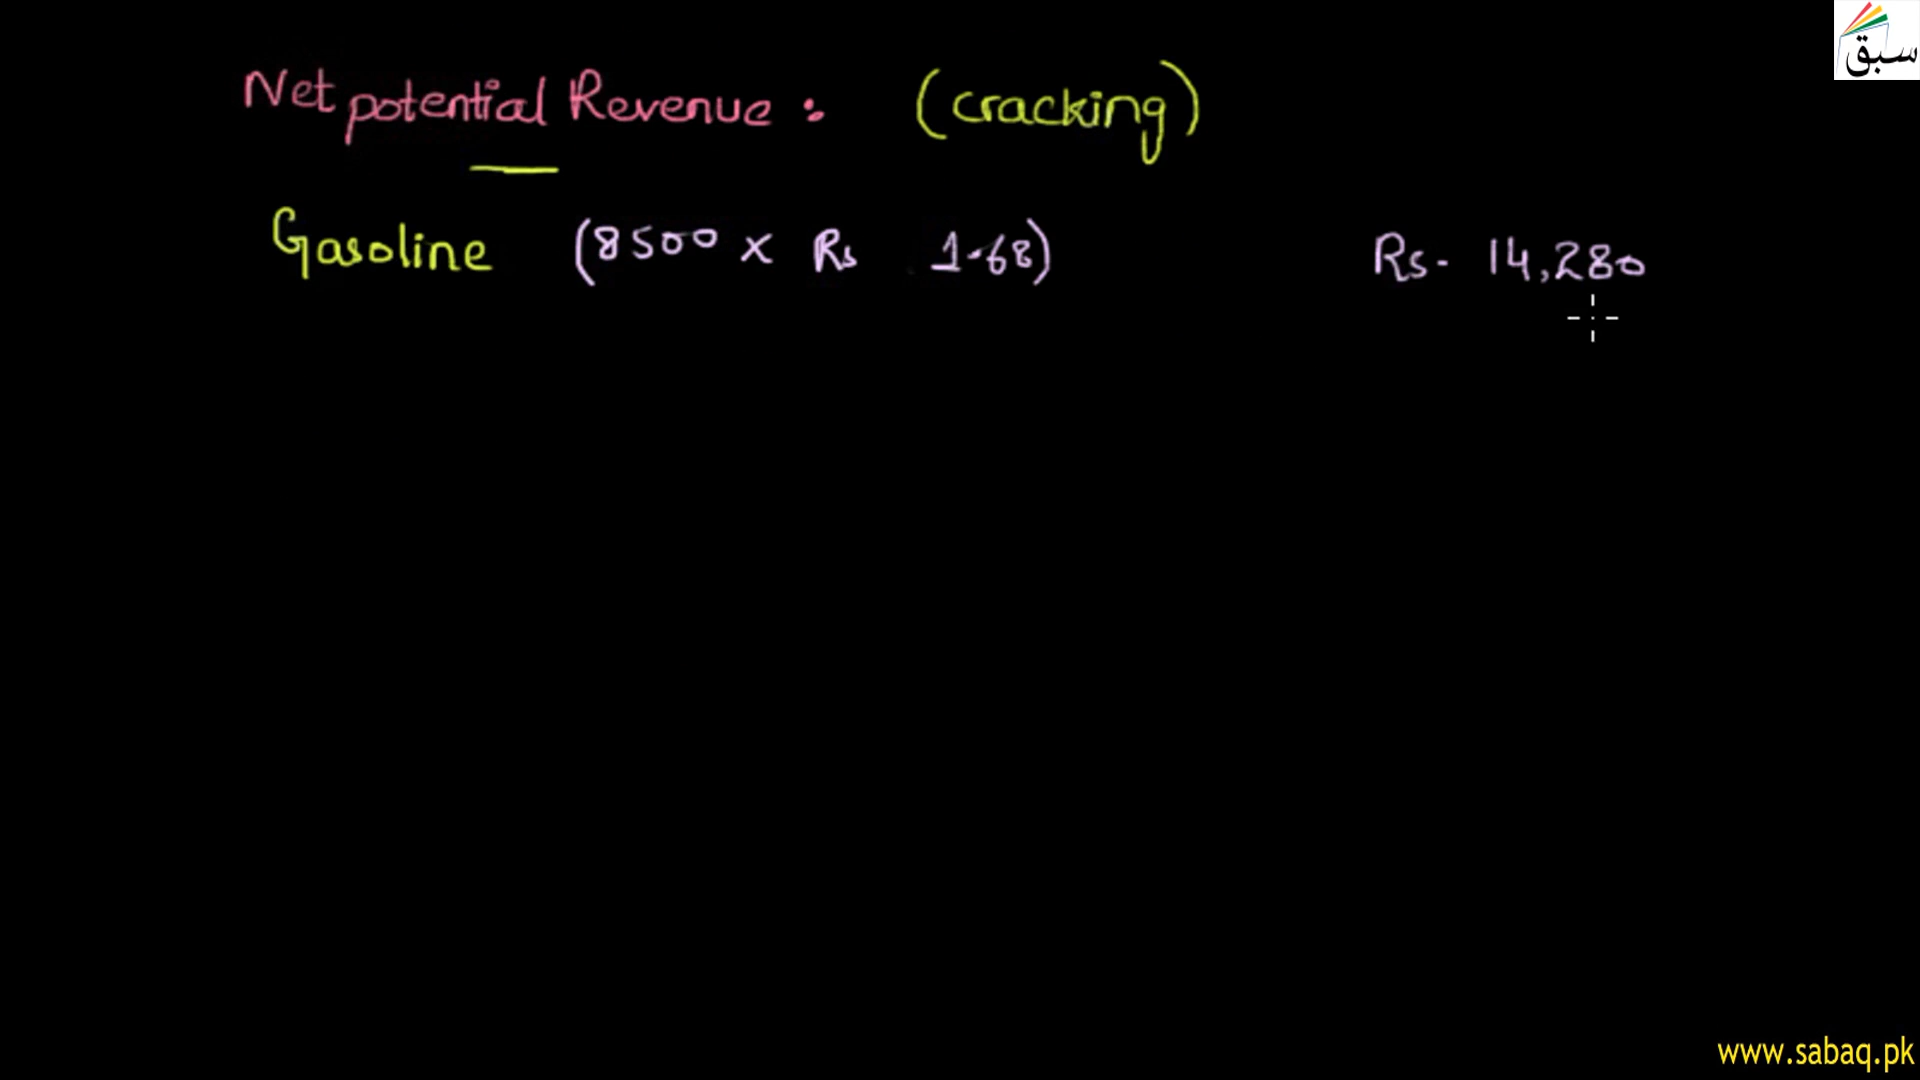 سبق
Net potential Revenue : (cracking)
Gasoline (8500 x Rs 1.68) Rs. 14,280
www.sabaq.pk